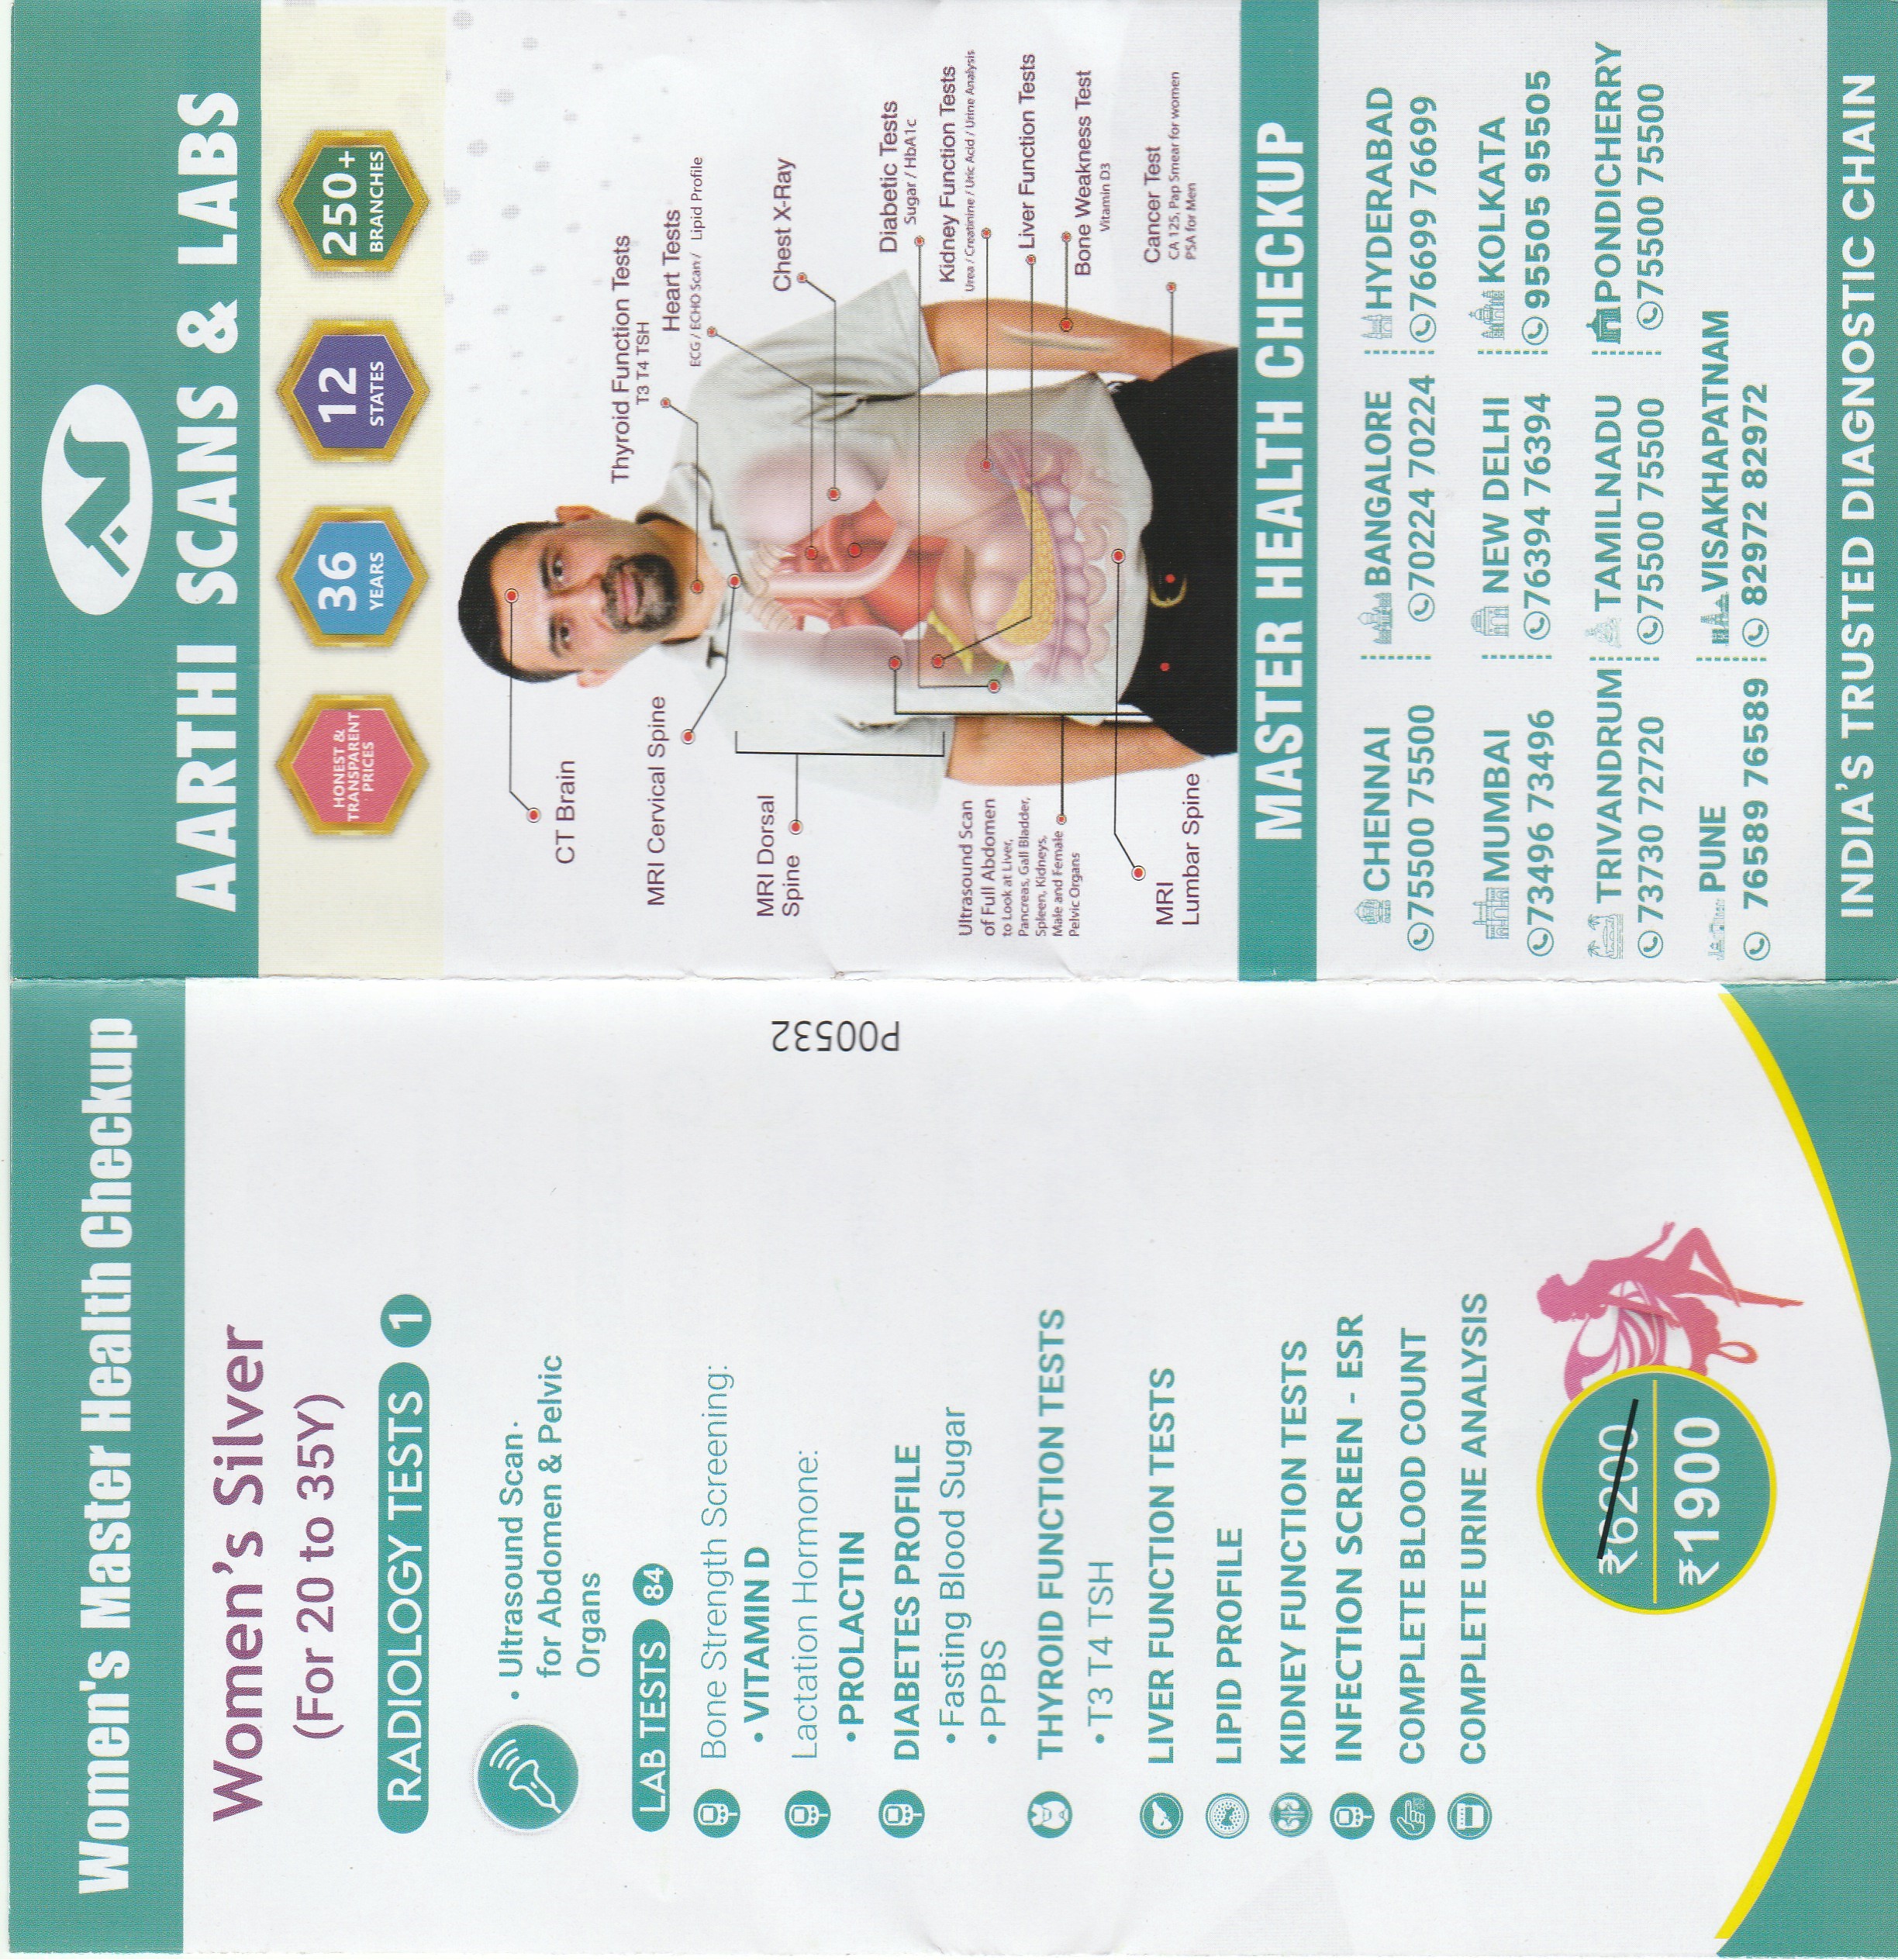 Women's Master Health Checkup
Women's Silver
(For 20 to 35Y)
RADIOLOGY TESTS 1
• Ultrasound Scan
for Abdomen & Pelvic
Organs
LAB TESTS 84
Bone Strength Screening:
• VITAMIN D
Lactation Hormone:
• PROLACTIN
DIABETES PROFILE
• Fasting Blood Sugar
• PPBS
THYROID FUNCTION TESTS
• T3 T4 TSH
LIVER FUNCTION TESTS
LIPID PROFILE
KIDNEY FUNCTION TESTS
INFECTION SCREEN - ESR
COMPLETE BLOOD COUNT
COMPLETE URINE ANALYSIS
₹6200
₹1900
P00532
AARTHI SCANS & LABS
HONEST &
TRANSPARENT
PRICES
36
YEARS
12
STATES
250+
BRANCHES
CT Brain
MRI Cervical Spine
MRI Dorsal
Spine
Ultrasound Scan
of Full Abdomen
to Look at Liver,
Pancreas, Gall Bladder,
Spleen, Kidneys,
Male and Female
Pelvic Organs
MRI
Lumbar Spine
Thyroid Function Tests
T3 T4 TSH
Heart Tests
ECG / ECHO Scan / Lipid Profile
Chest X-Ray
Diabetic Tests
Sugar / HbA1c
Kidney Function Tests
Urea / Creatinine / Uric Acid / Urine Analysis
Liver Function Tests
Bone Weakness Test
Vitamin D3
Cancer Test
CA 125, Pap Smear for women
PSA for Men
MASTER HEALTH CHECKUP
CHENNAI
75500 75500
BANGALORE
70224 70224
HYDERABAD
76699 76699
MUMBAI
73496 73496
NEW DELHI
76394 76394
KOLKATA
95505 95505
TRIVANDRUM
73730 72720
TAMILNADU
75500 75500
PONDICHERRY
75500 75500
PUNE
76589 76589
VISAKHAPATNAM
82972 82972
INDIA'S TRUSTED DIAGNOSTIC CHAIN